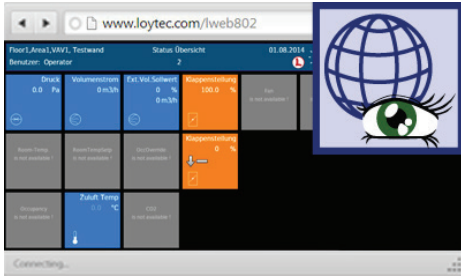 www.loytec.com/lweb802
Floor1,Area1,VAV1, Testwand Status Übersicht 01.08.2014
Benutzer: Operator 2 L
Druck Volumenstrom Ext.Vol.Sollwert Klappenstellung Fan
0.0 Pa 0 m3/h 0 % 100.0 % is not available !
0 m3/h
Room Temp RoomTempSetp OccOverride Klappenstellung
is not available ! is not available ! is not available ! 0 %
Occupancy Zuluft Temp CO2
is not available ! 0.0 °C is not available !
Connecting...